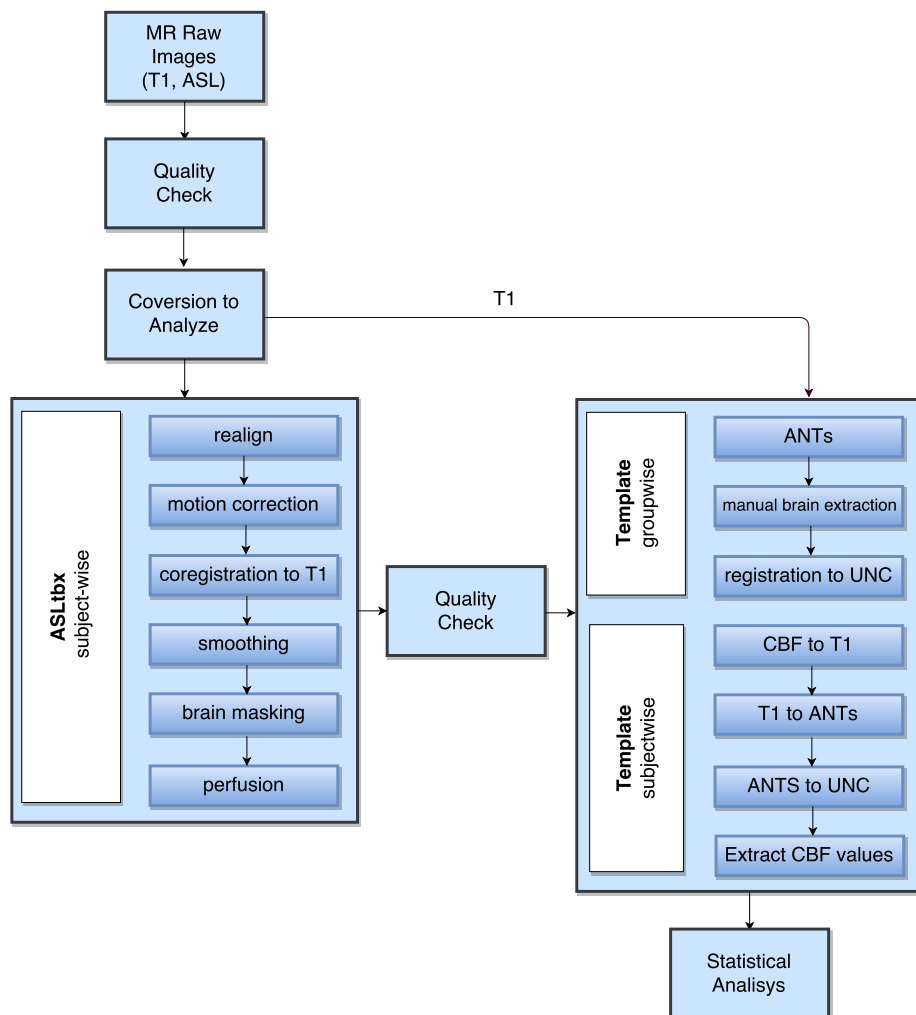 MR Raw
Images
(T1, ASL)
Quality
Check
Coversion to
Analyze
T1
ASLtbx
subject-wise
realign
motion correction
coregistration to T1
smoothing
brain masking
perfusion
Quality
Check
Template
groupwise
ANTs
manual brain extraction
registration to UNC
Template
subjectwise
CBF to T1
T1 to ANTs
ANTS to UNC
Extract CBF values
Statistical
Analisys